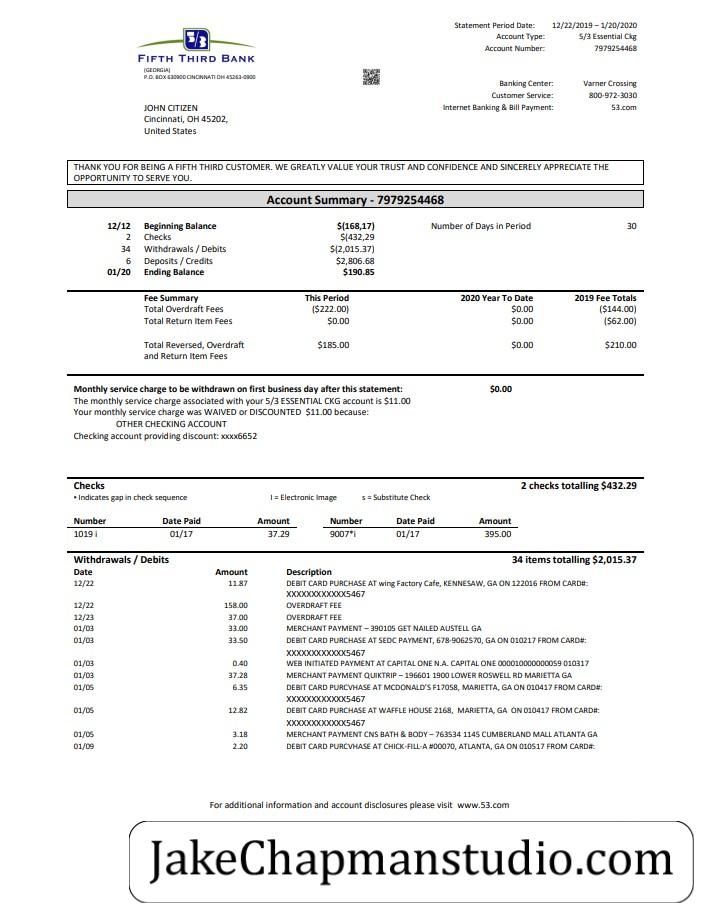 Statement Period Date: 12/22/2019 – 1/20/2020
Account Type: 5/3 Essential Ckg
Account Number: 7979254468
5/3
FIFTH THIRD BANK
(GEORGIA)
P.O. BOX 630900 CINCINNATI OH 45263-0900
Banking Center: Varner Crossing
Customer Service: 800-972-3030
Internet Banking & Bill Payment: 53.com
JOHN CITIZEN
Cincinnati, OH 45202,
United States
THANK YOU FOR BEING A FIFTH THIRD CUSTOMER. WE GREATLY VALUE YOUR TRUST AND CONFIDENCE AND SINCERELY APPRECIATE THE
OPPORTUNITY TO SERVE YOU.
Account Summary - 7979254468
12/12 Beginning Balance $(168,17) Number of Days in Period 30
2 Checks $(432,29
34 Withdrawals / Debits $(2,015.37)
6 Deposits / Credits $2,806.68
01/20 Ending Balance $190.85
Fee Summary This Period 2020 Year To Date 2019 Fee Totals
Total Overdraft Fees ($222.00) $0.00 ($144.00)
Total Return Item Fees $0.00 $0.00 ($62.00)
Total Reversed, Overdraft $185.00 $0.00 $210.00
and Return Item Fees
Monthly service charge to be withdrawn on first business day after this statement: $0.00
The monthly service charge associated with your 5/3 ESSENTIAL CKG account is $11.00
Your monthly service charge was WAIVED or DISCOUNTED $11.00 because:
OTHER CHECKING ACCOUNT
Checking account providing discount: xxxx6652
Checks 2 checks totalling $432.29
• Indicates gap in check sequence I = Electronic Image s = Substitute Check
Number Date Paid Amount Number Date Paid Amount
1019 i 01/17 37.29 9007*i 01/17 395.00
Withdrawals / Debits 34 items totalling $2,015.37
Date Amount Description
12/22 11.87 DEBIT CARD PURCHASE AT wing Factory Cafe, KENNESAW, GA ON 122016 FROM CARD#:
XXXXXXXXXXXX5467
12/22 158.00 OVERDRAFT FEE
12/23 37.00 OVERDRAFT FEE
01/03 33.00 MERCHANT PAYMENT – 390105 GET NAILED AUSTELL GA
01/03 33.50 DEBIT CARD PURCHASE AT SEDC PAYMENT, 678-9062570, GA ON 010217 FROM CARD#:
XXXXXXXXXXXX5467
01/03 0.40 WEB INITIATED PAYMENT AT CAPITAL ONE N.A. CAPITAL ONE 000010000000059 010317
01/03 37.28 MERCHANT PAYMENT QUIKTRIP – 196601 1900 LOWER ROSWELL RD MARIETTA GA
01/05 6.35 DEBIT CARD PURCVHASE AT MCDONALD'S F17058, MARIETTA, GA ON 010417 FROM CARD#:
XXXXXXXXXXXX5467
01/05 12.82 DEBIT CARD PURCHASE AT WAFFLE HOUSE 2168, MARIETTA, GA ON 010417 FROM CARD#:
XXXXXXXXXXXX5467
01/05 3.18 MERCHANT PAYMENT CNS BATH & BODY – 763534 1145 CUMBERLAND MALL ATLANTA GA
01/09 2.20 DEBIT CARD PURCVHASE AT CHICK-FILL-A #00070, ATLANTA, GA ON 010517 FROM CARD#:
For additional information and account disclosures please visit www.53.com
JakeChapmanstudio.com